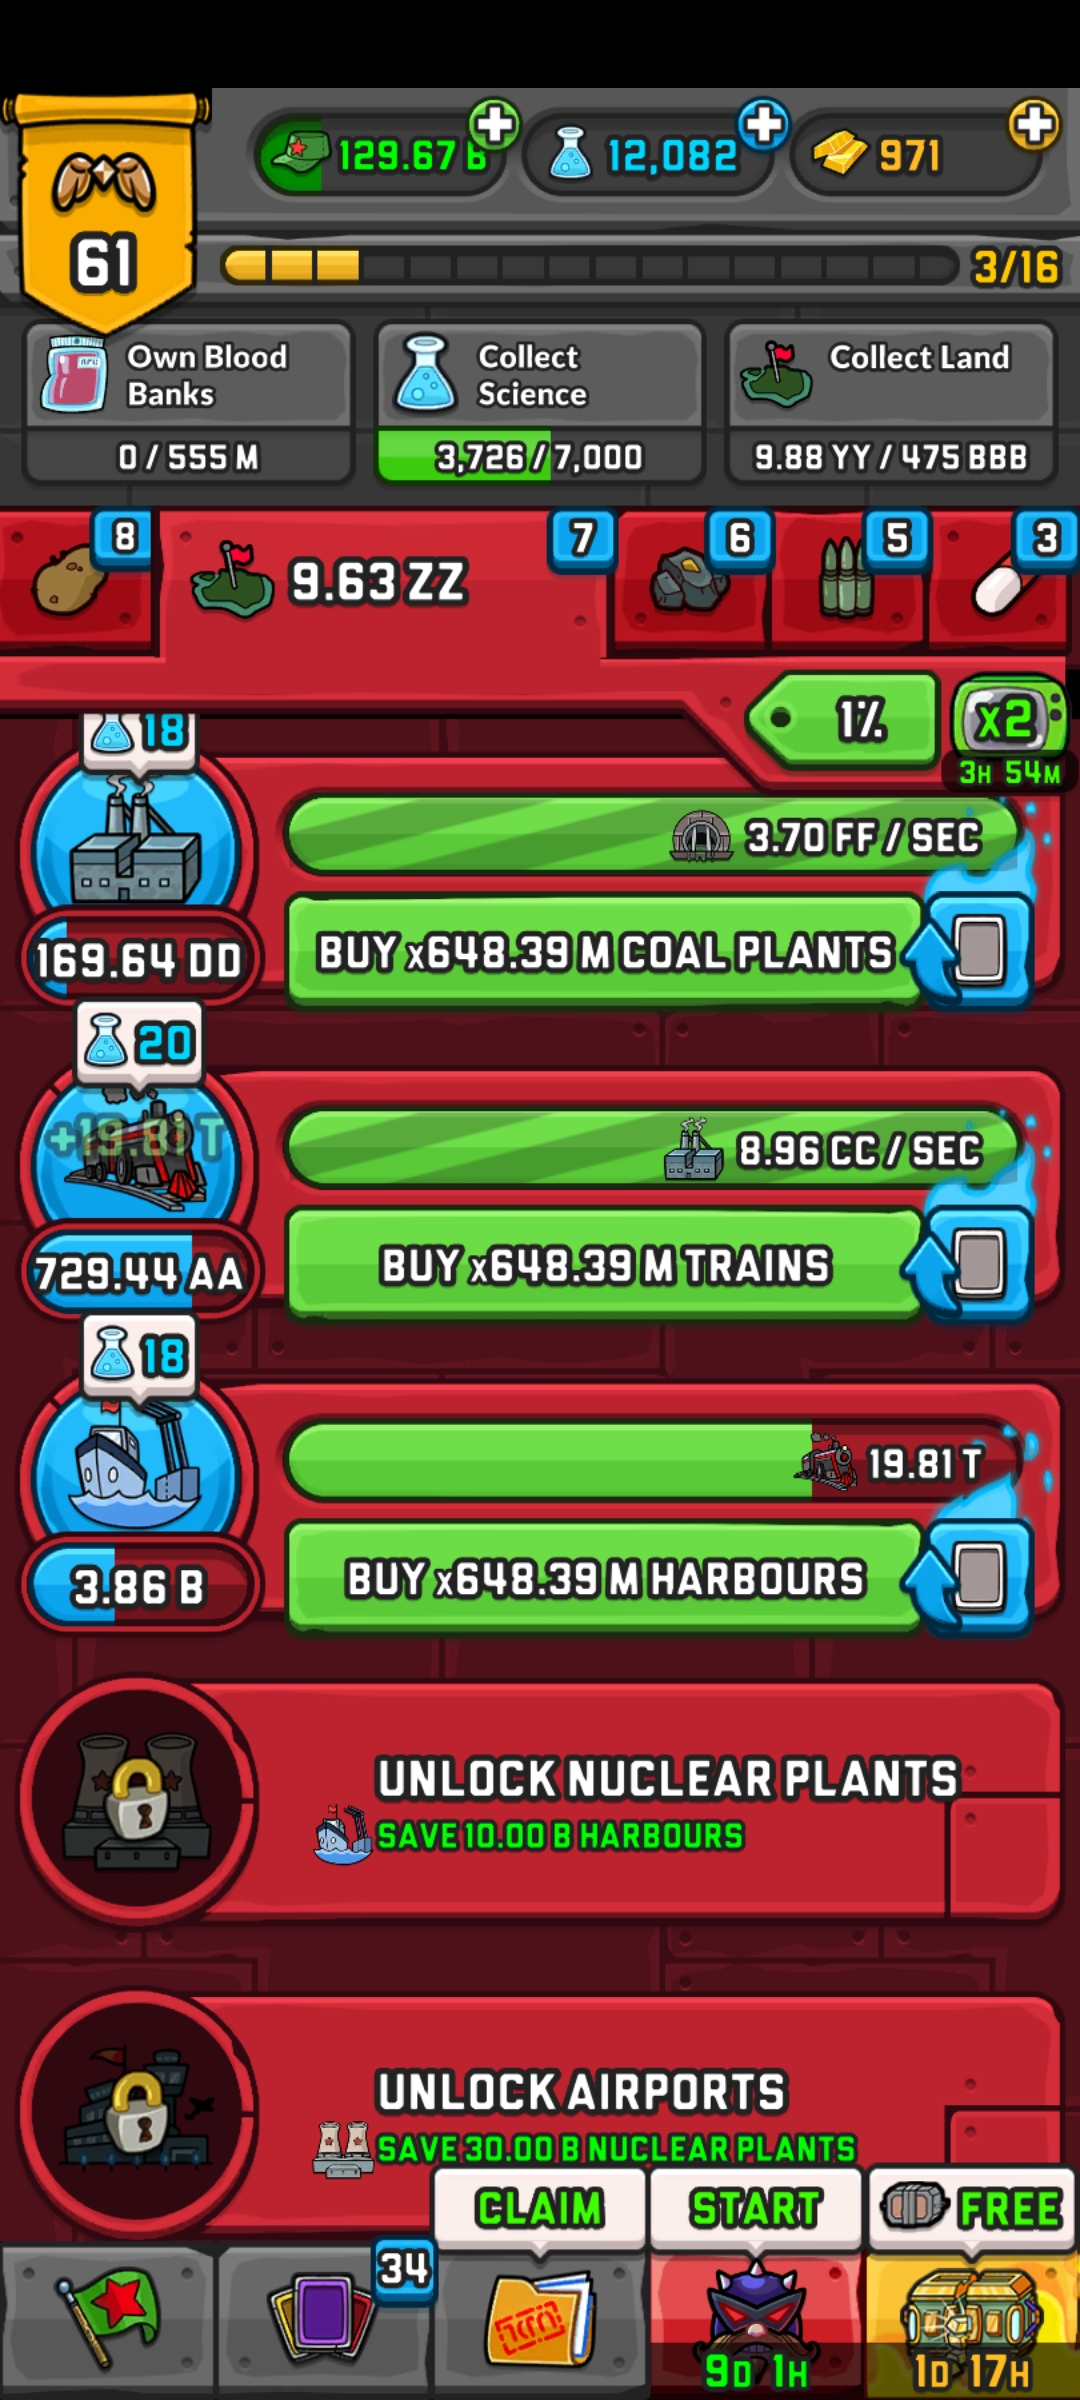 129.67 B
12,082
971
61
3/16
Own Blood
Banks
0 / 555 M
Collect
Science
3,726 / 7,000
Collect Land
9.88 YY / 475 BBB
8
9.63 ZZ
7
6
5
3
1%
x2
3H 54M
18
3.70 FF / SEC
169.64 DD
BUY x648.39 M COAL PLANTS
20
+19.81 T
8.96 CC / SEC
729.44 AA
BUY x648.39 M TRAINS
18
19.81 T
3.86 B
BUY x648.39 M HARBOURS
UNLOCK NUCLEAR PLANTS
SAVE 10.00 B HARBOURS
UNLOCK AIRPORTS
SAVE 30.00 B NUCLEAR PLANTS
CLAIM
START
FREE
34
9D 1H
1D 17H